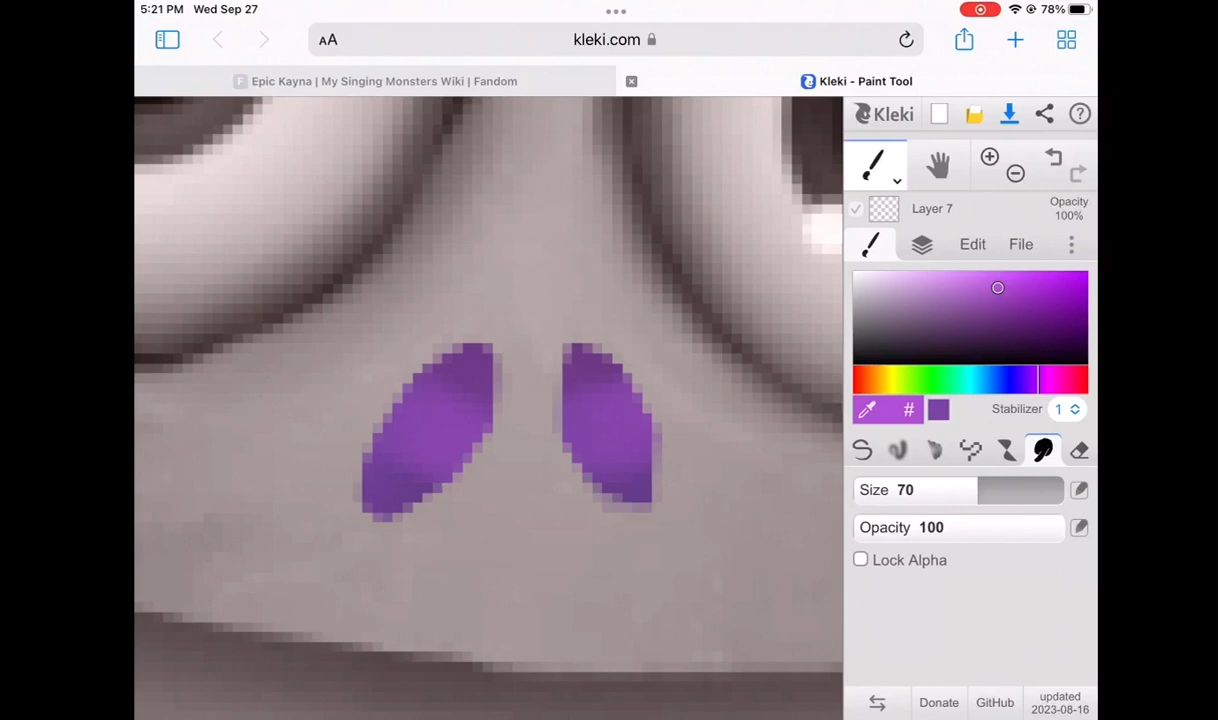 5:21 PM Wed Sep 27
78%
AA
kleki.com
Epic Kayna | My Singing Monsters Wiki | Fandom
Kleki - Paint Tool
Kleki
Layer 7
Opacity
100%
Edit
File
#
Stabilizer 1
Size 70
Opacity 100
Lock Alpha
Donate
GitHub
updated
2023-08-16